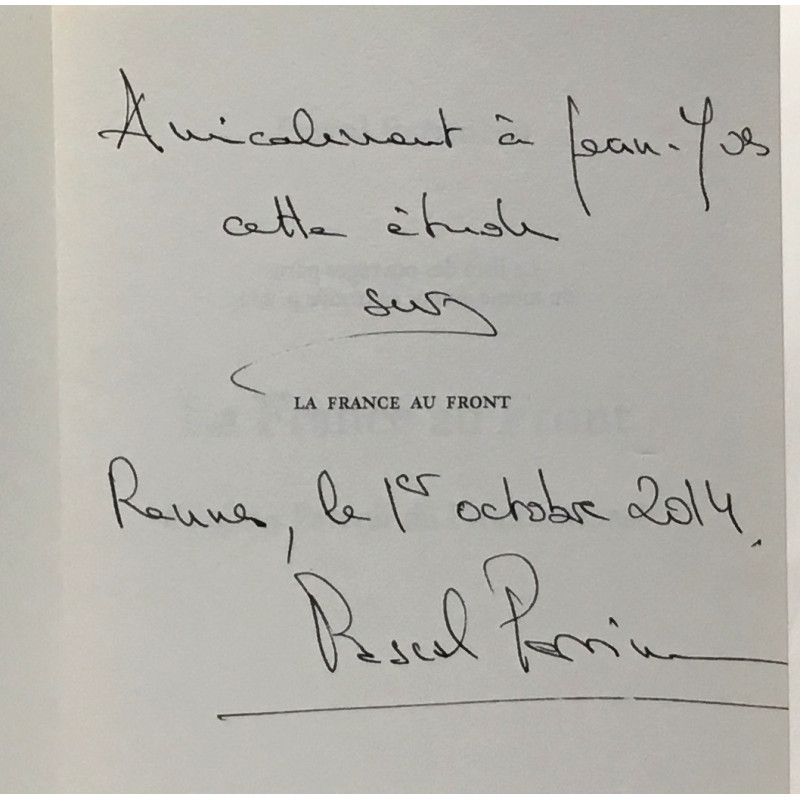 Amicalement à Jean-Yves
cette étude
sur
LA FRANCE AU FRONT
Rennes, le 1er octobre 2014.
Pascal Perrineau